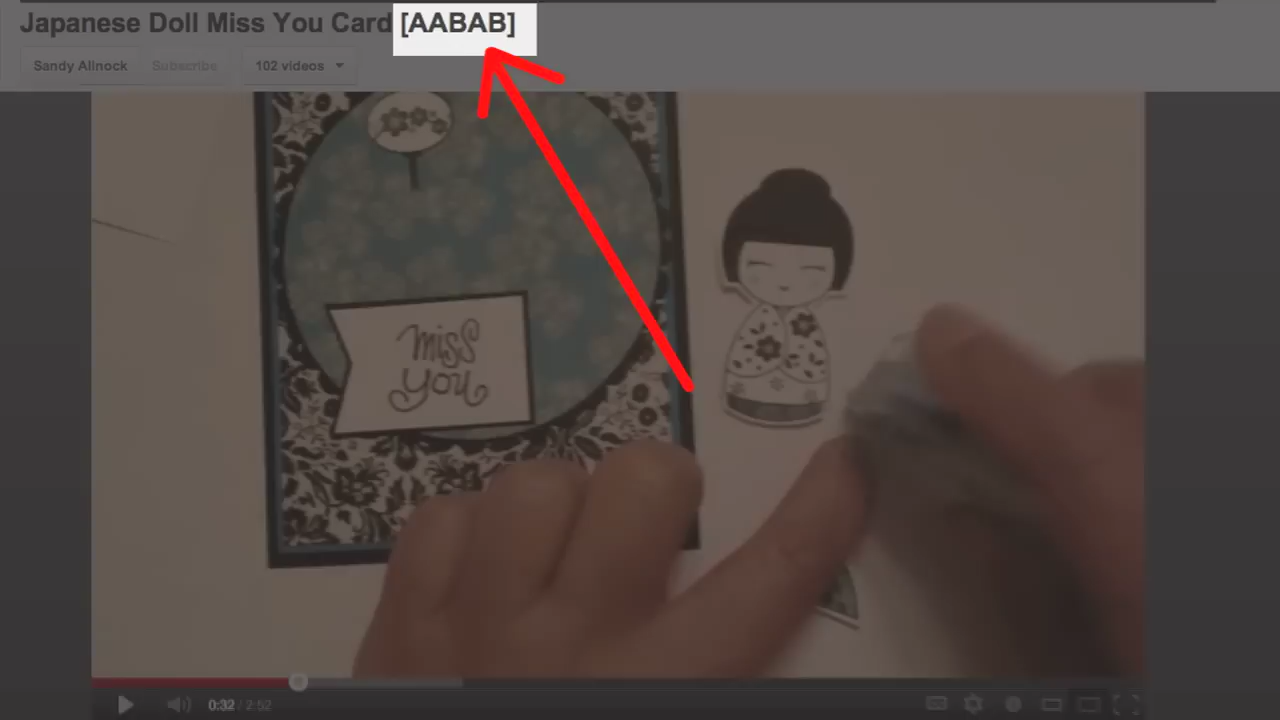 Japanese Doll Miss You Card [AABAB]
Sandy Allnock Subscribe 102 videos
miss
you
0:32 / 2:52